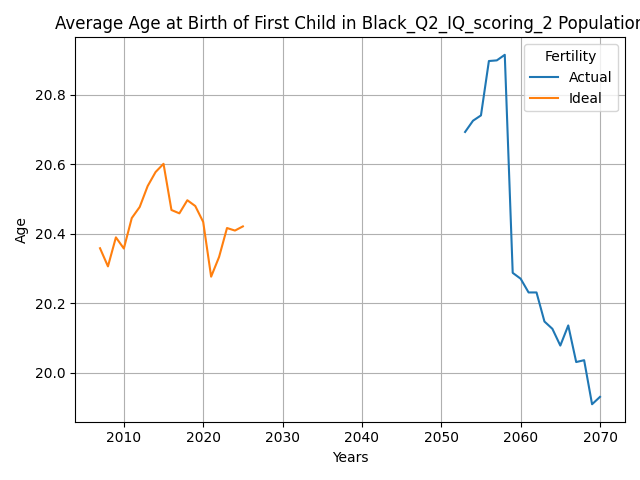 Average Age at Birth of First Child in Black_Q2_IQ_scoring_2 Population
Fertility
Actual
Ideal
20.8
20.6
20.4
20.2
20.0
Age
2010 2020 2030 2040 2050 2060 2070
Years